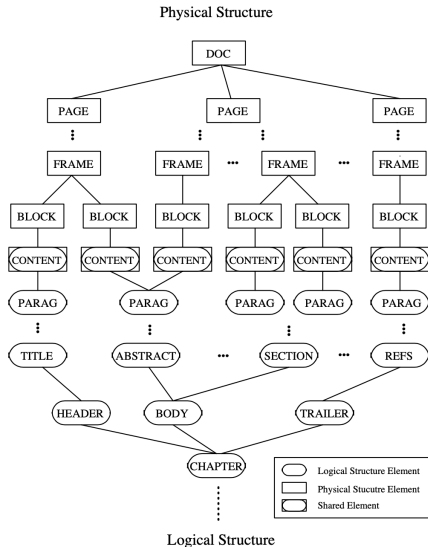 Physical Structure
DOC
PAGE PAGE PAGE
FRAME FRAME FRAME FRAME
BLOCK BLOCK BLOCK BLOCK BLOCK BLOCK
CONTENT CONTENT CONTENT CONTENT CONTENT CONTENT
PARAG PARAG PARAG PARAG PARAG
TITLE ABSTRACT SECTION REFS
HEADER BODY TRAILER
CHAPTER
Logical Structure Element
Physical Stucutre Element
Shared Element
Logical Structure